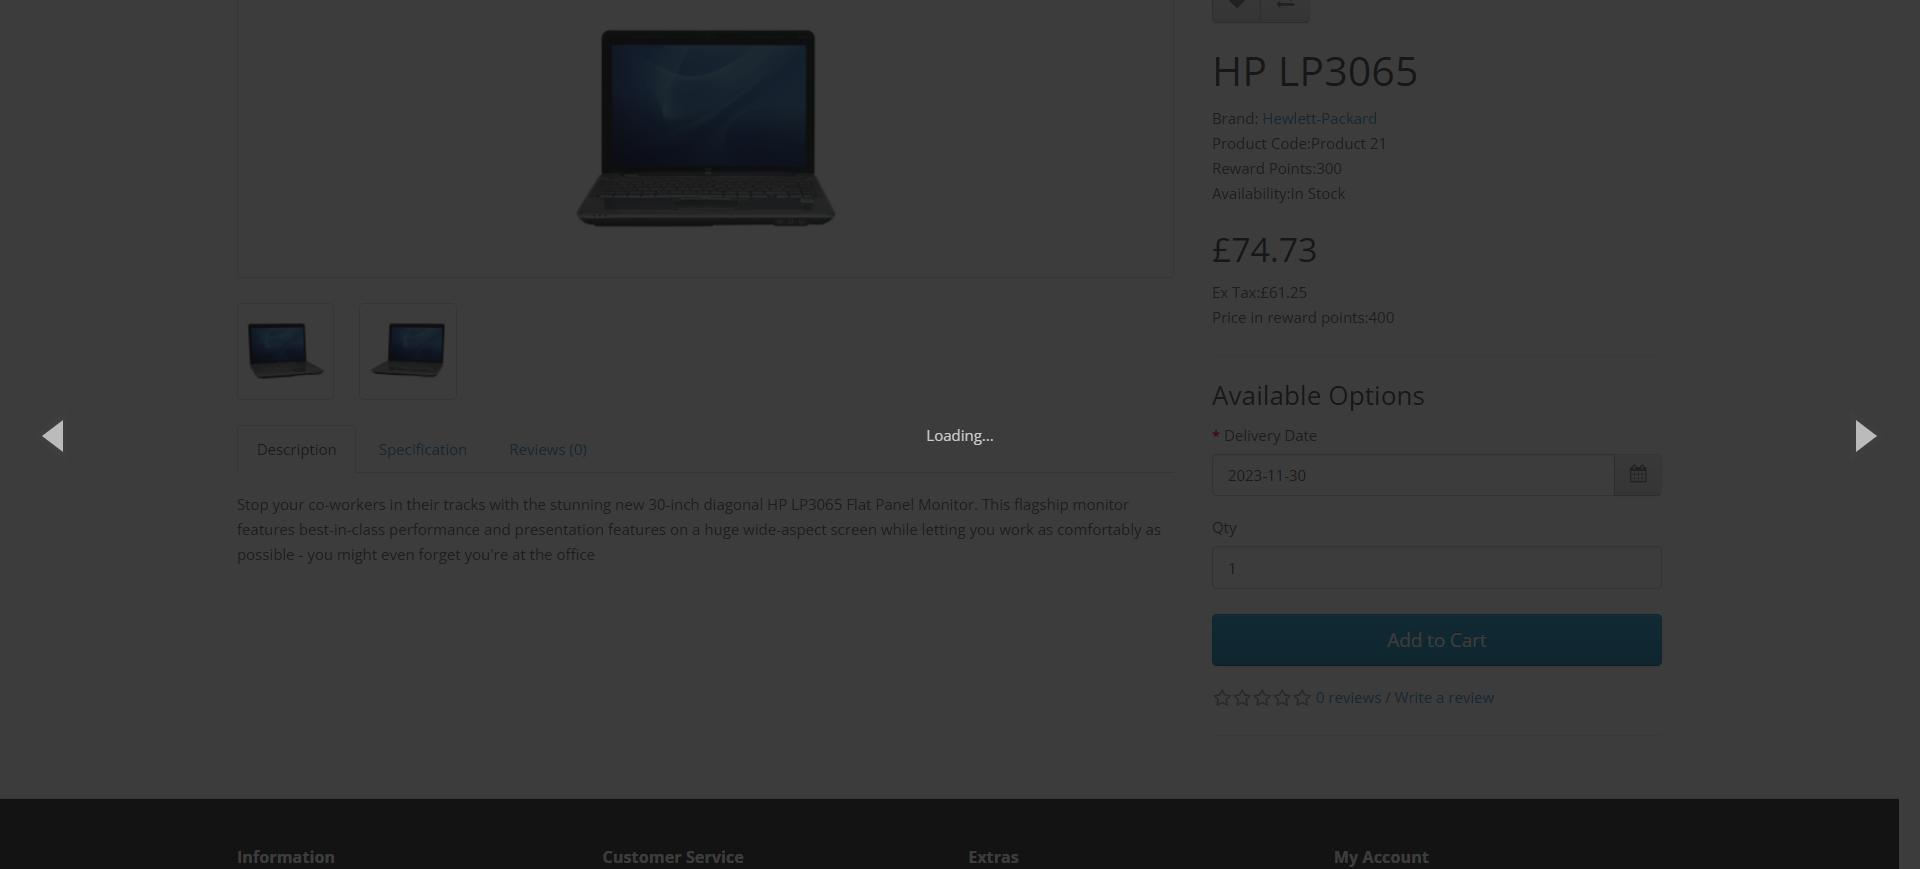 HP LP3065
Brand: Hewlett-Packard
Product Code:Product 21
Reward Points:300
Availability:In Stock
£74.73
Ex Tax:£61.25
Price in reward points:400
Available Options
* Delivery Date
2023-11-30
Qty
1
Add to Cart
0 reviews / Write a review
Loading...
Description
Specification
Reviews (0)
Stop your co-workers in their tracks with the stunning new 30-inch diagonal HP LP3065 Flat Panel Monitor. This flagship monitor
features best-in-class performance and presentation features on a huge wide-aspect screen while letting you work as comfortably as
possible - you might even forget you're at the office
Information
Customer Service
Extras
My Account